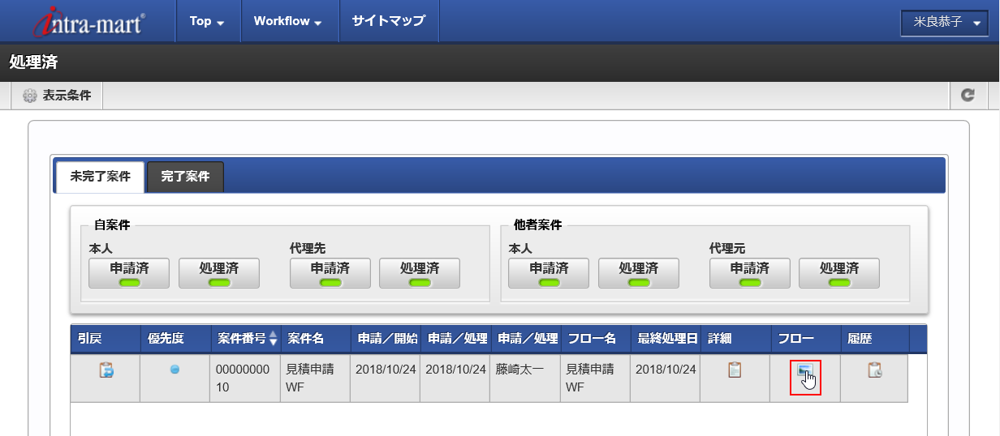 intra-mart®
Top
Workflow
サイトマップ
米良恭子
処理済
表示条件
未完了案件
完了案件
自案件
他者案件
本人
代理先
本人
代理元
申請済
処理済
申請済
処理済
申請済
処理済
申請済
処理済
引戻 優先度 案件番号 案件名 申請／開始 申請／処理 申請／処理 フロー名 最終処理日 詳細 フロー 履歴
00000000 見積申請 2018/10/24 2018/10/24 藤崎太一 見積申請 2018/10/24
10 WF WF